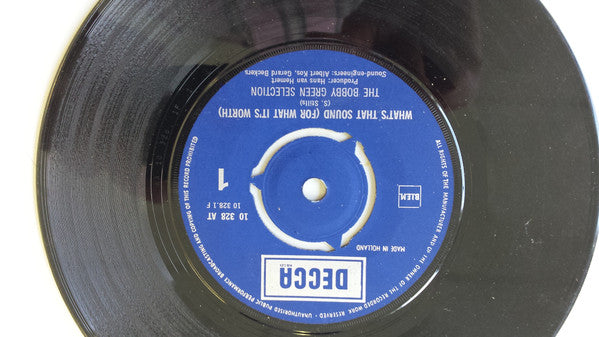 ALL RIGHTS OF THE MANUFACTURER AND OF THE OWNER OF THE RECORDED WORK RESERVED · UNAUTHORISED PUBLIC PERFORMANCE BROADCASTING AND COPYING OF THIS RECORD PROHIBITED
DECCA
MADE IN HOLLAND
10 328 AT
10 328.1 F
1
BIEM
WHAT'S THAT SOUND (FOR WHAT IT'S WORTH)
(S. Stills)
THE BOBBY GREEN SELECTION
Producer: Hans van Hemert
Sound-engineers: Albert Kos, Gerard Beckers